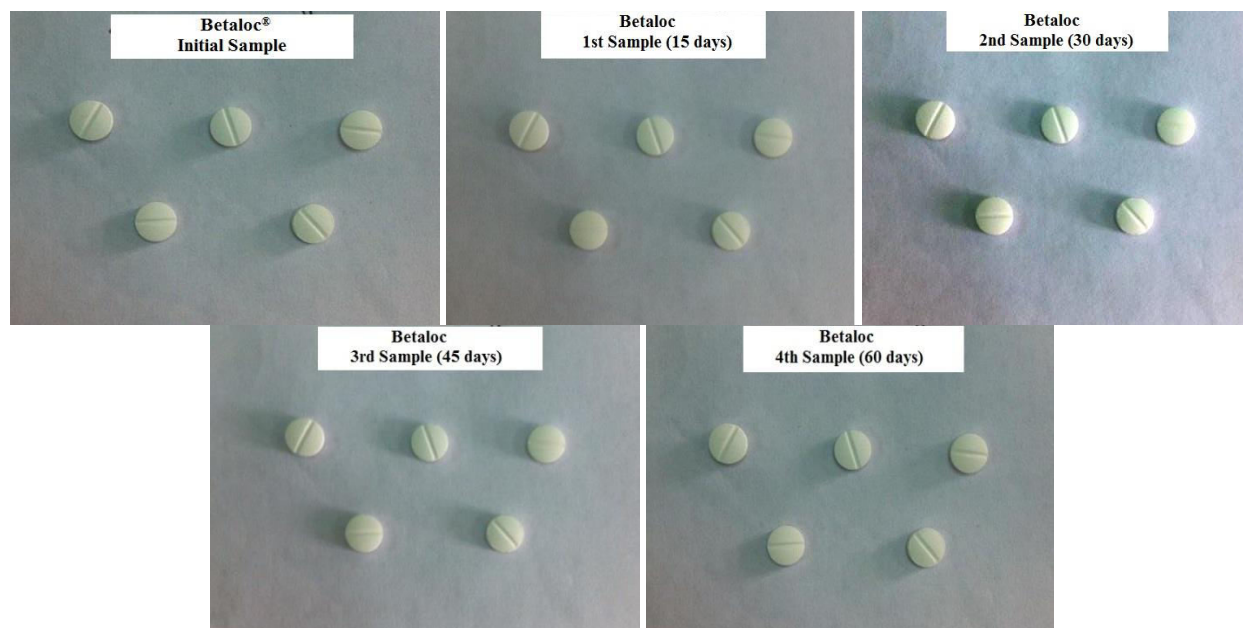 Betaloc®
Initial Sample
Betaloc
1st Sample (15 days)
Betaloc
2nd Sample (30 days)
Betaloc
3rd Sample (45 days)
Betaloc
4th Sample (60 days)